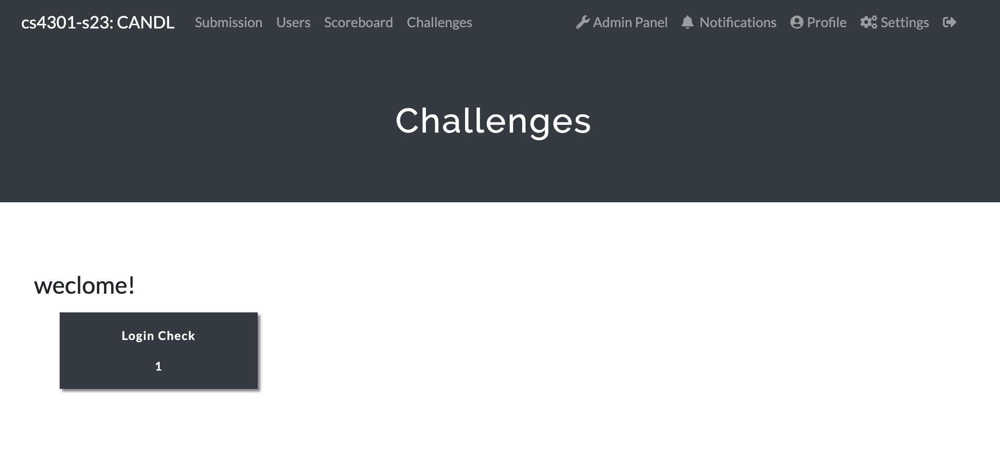 cs4301-s23: CANDL Submission Users Scoreboard Challenges Admin Panel Notifications Profile Settings
Challenges
weclome!
Login Check
1